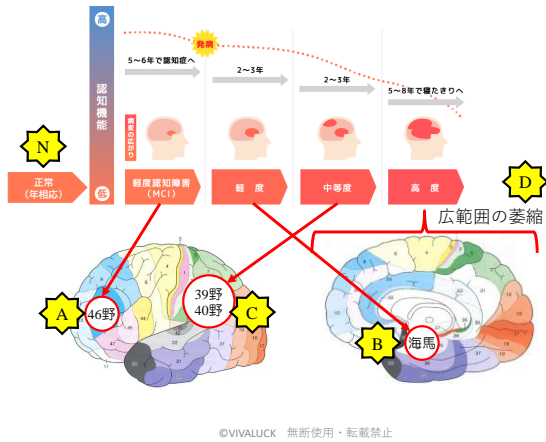 高
認知機能
低
発病
5～6年で認知症へ
2～3年
2～3年
5～8年で寝たきりへ
病変の広がり
N
正常
（年相応）
軽度認知障害
（MCI）
軽　度
中等度
高　度
D
広範囲の萎縮
A
46野
39野
40野
C
B
海馬
©VIVALUCK　無断使用・転載禁止